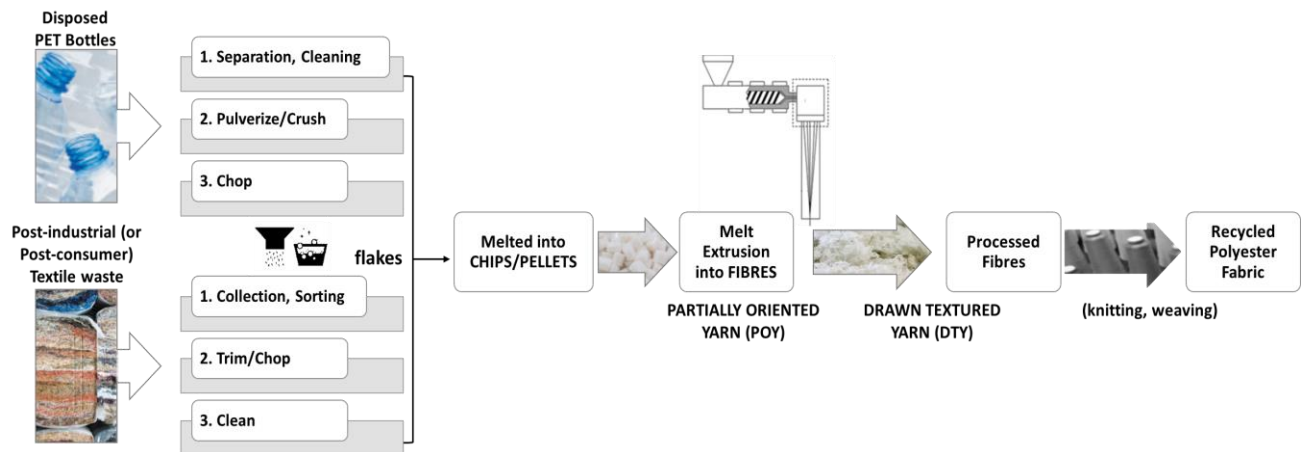 Disposed
PET Bottles
1. Separation, Cleaning
2. Pulverize/Crush
3. Chop
Post-industrial (or
Post-consumer)
Textile waste
flakes
1. Collection, Sorting
2. Trim/Chop
3. Clean
Melted into
CHIPS/PELLETS
Melt
Extrusion
into FIBRES
PARTIALLY ORIENTED
YARN (POY)
DRAWN TEXTURED
YARN (DTY)
Processed
Fibres
(knitting, weaving)
Recycled
Polyester
Fabric